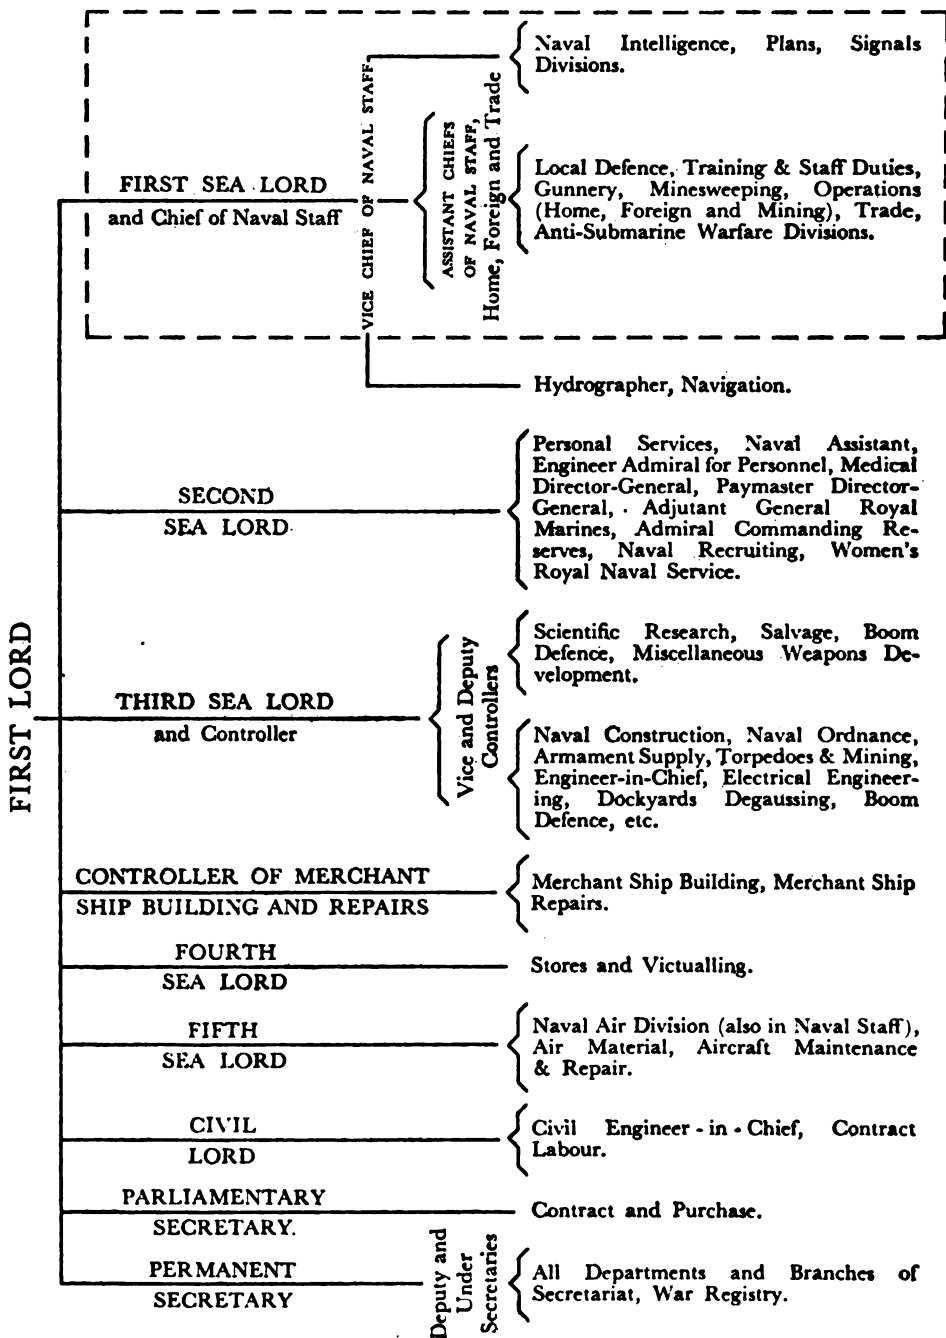 FIRST LORD
FIRST SEA LORD
and Chief of Naval Staff
VICE CHIEF OF NAVAL STAFF
Naval Intelligence, Plans, Signals
Divisions.
ASSISTANT CHIEFS
OF NAVAL STAFF,
Home, Foreign and Trade
Local Defence, Training & Staff Duties,
Gunnery, Minesweeping, Operations
(Home, Foreign and Mining), Trade,
Anti-Submarine Warfare Divisions.
Hydrographer, Navigation.
SECOND
SEA LORD
Personal Services, Naval Assistant,
Engineer Admiral for Personnel, Medical
Director-General, Paymaster Director-
General, Adjutant General Royal
Marines, Admiral Commanding Re-
serves, Naval Recruiting, Women's
Royal Naval Service.
THIRD SEA LORD
and Controller
Vice and Deputy
Controllers
Scientific Research, Salvage, Boom
Defence, Miscellaneous Weapons De-
velopment.
Naval Construction, Naval Ordnance,
Armament Supply, Torpedoes & Mining,
Engineer-in-Chief, Electrical Engineer-
ing, Dockyards Degaussing, Boom
Defence, etc.
CONTROLLER OF MERCHANT
SHIP BUILDING AND REPAIRS
Merchant Ship Building, Merchant Ship
Repairs.
FOURTH
SEA LORD
Stores and Victualling.
FIFTH
SEA LORD
Naval Air Division (also in Naval Staff),
Air Material, Aircraft Maintenance
& Repair.
CIVIL
LORD
Civil Engineer-in-Chief, Contract
Labour.
PARLIAMENTARY
SECRETARY.
Contract and Purchase.
PERMANENT
SECRETARY
Deputy and
Under
Secretaries
All Departments and Branches of
Secretariat, War Registry.